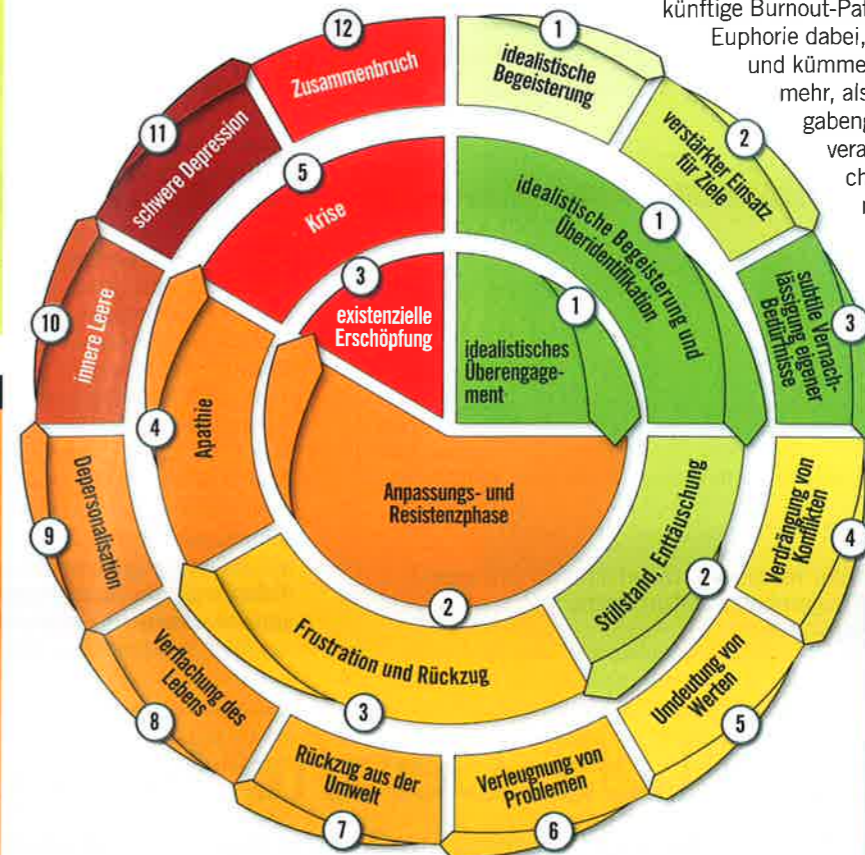 künftige Burnout-Pa
Euphorie dabei,
und kümme
mehr, als
gabeng
vera
ch
1
idealistische
Begeisterung
2
verstärkter Einsatz
für Ziele
3
subtile Vernach-
lässigung eigener
Bedürfnisse
4
Verdrängung von
Konflikten
5
Umdeutung von
Werten
6
Verleugnung von
Problemen
7
Rückzug aus der
Umwelt
8
Verflachung des
Lebens
9
Depersonalisation
10
innere Leere
11
schwere Depression
12
Zusammenbruch
1
idealistische Begeisterung und
Überidentifikation
2
Stillstand, Enttäuschung
3
Frustration und Rückzug
4
Apathie
5
Krise
1
idealistisches
Überengage-
ment
2
Anpassungs- und
Resistenzphase
3
existenzielle
Erschöpfung